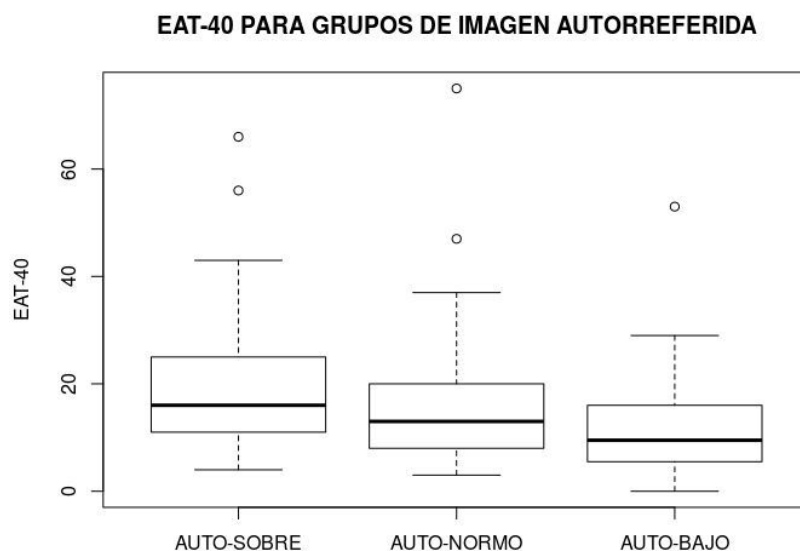 EAT-40 PARA GRUPOS DE IMAGEN AUTORREFERIDA
EAT-40
60
40
20
0
AUTO-SOBRE AUTO-NORMO AUTO-BAJO